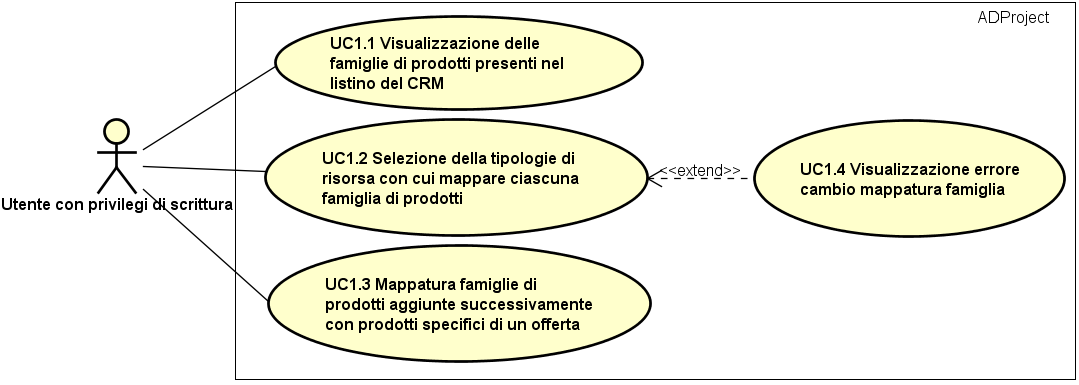 ADProject
UC1.1 Visualizzazione delle
famiglie di prodotti presenti nel
listino del CRM
UC1.2 Selezione della tipologie di
risorsa con cui mappare ciascuna
famiglia di prodotti
<<extend>>
UC1.4 Visualizzazione errore
cambio mappatura famiglia
Utente con privilegi di scrittura
UC1.3 Mappatura famiglie di
prodotti aggiunte successivamente
con prodotti specifici di un offerta